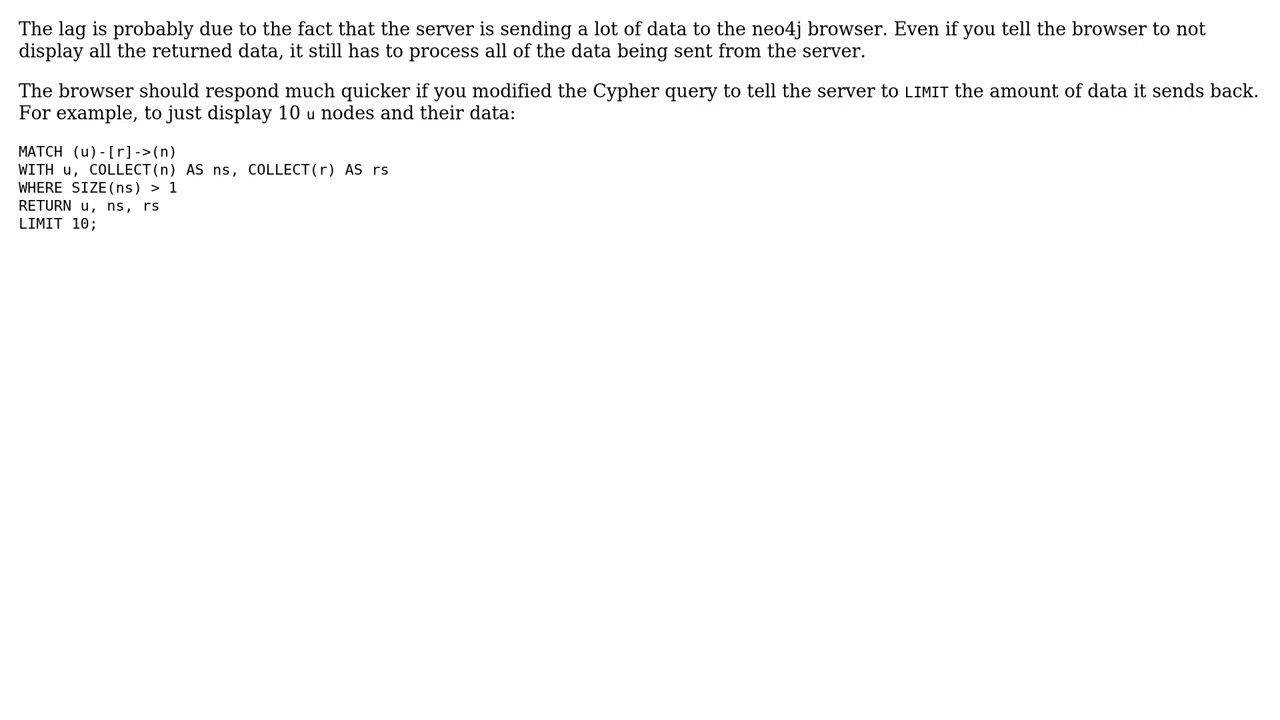 The lag is probably due to the fact that the server is sending a lot of data to the neo4j browser. Even if you tell the browser to not
display all the returned data, it still has to process all of the data being sent from the server.
The browser should respond much quicker if you modified the Cypher query to tell the server to LIMIT the amount of data it sends back.
For example, to just display 10 u nodes and their data:
MATCH (u)-[r]->(n)
WITH u, COLLECT(n) AS ns, COLLECT(r) AS rs
WHERE SIZE(ns) > 1
RETURN u, ns, rs
LIMIT 10;